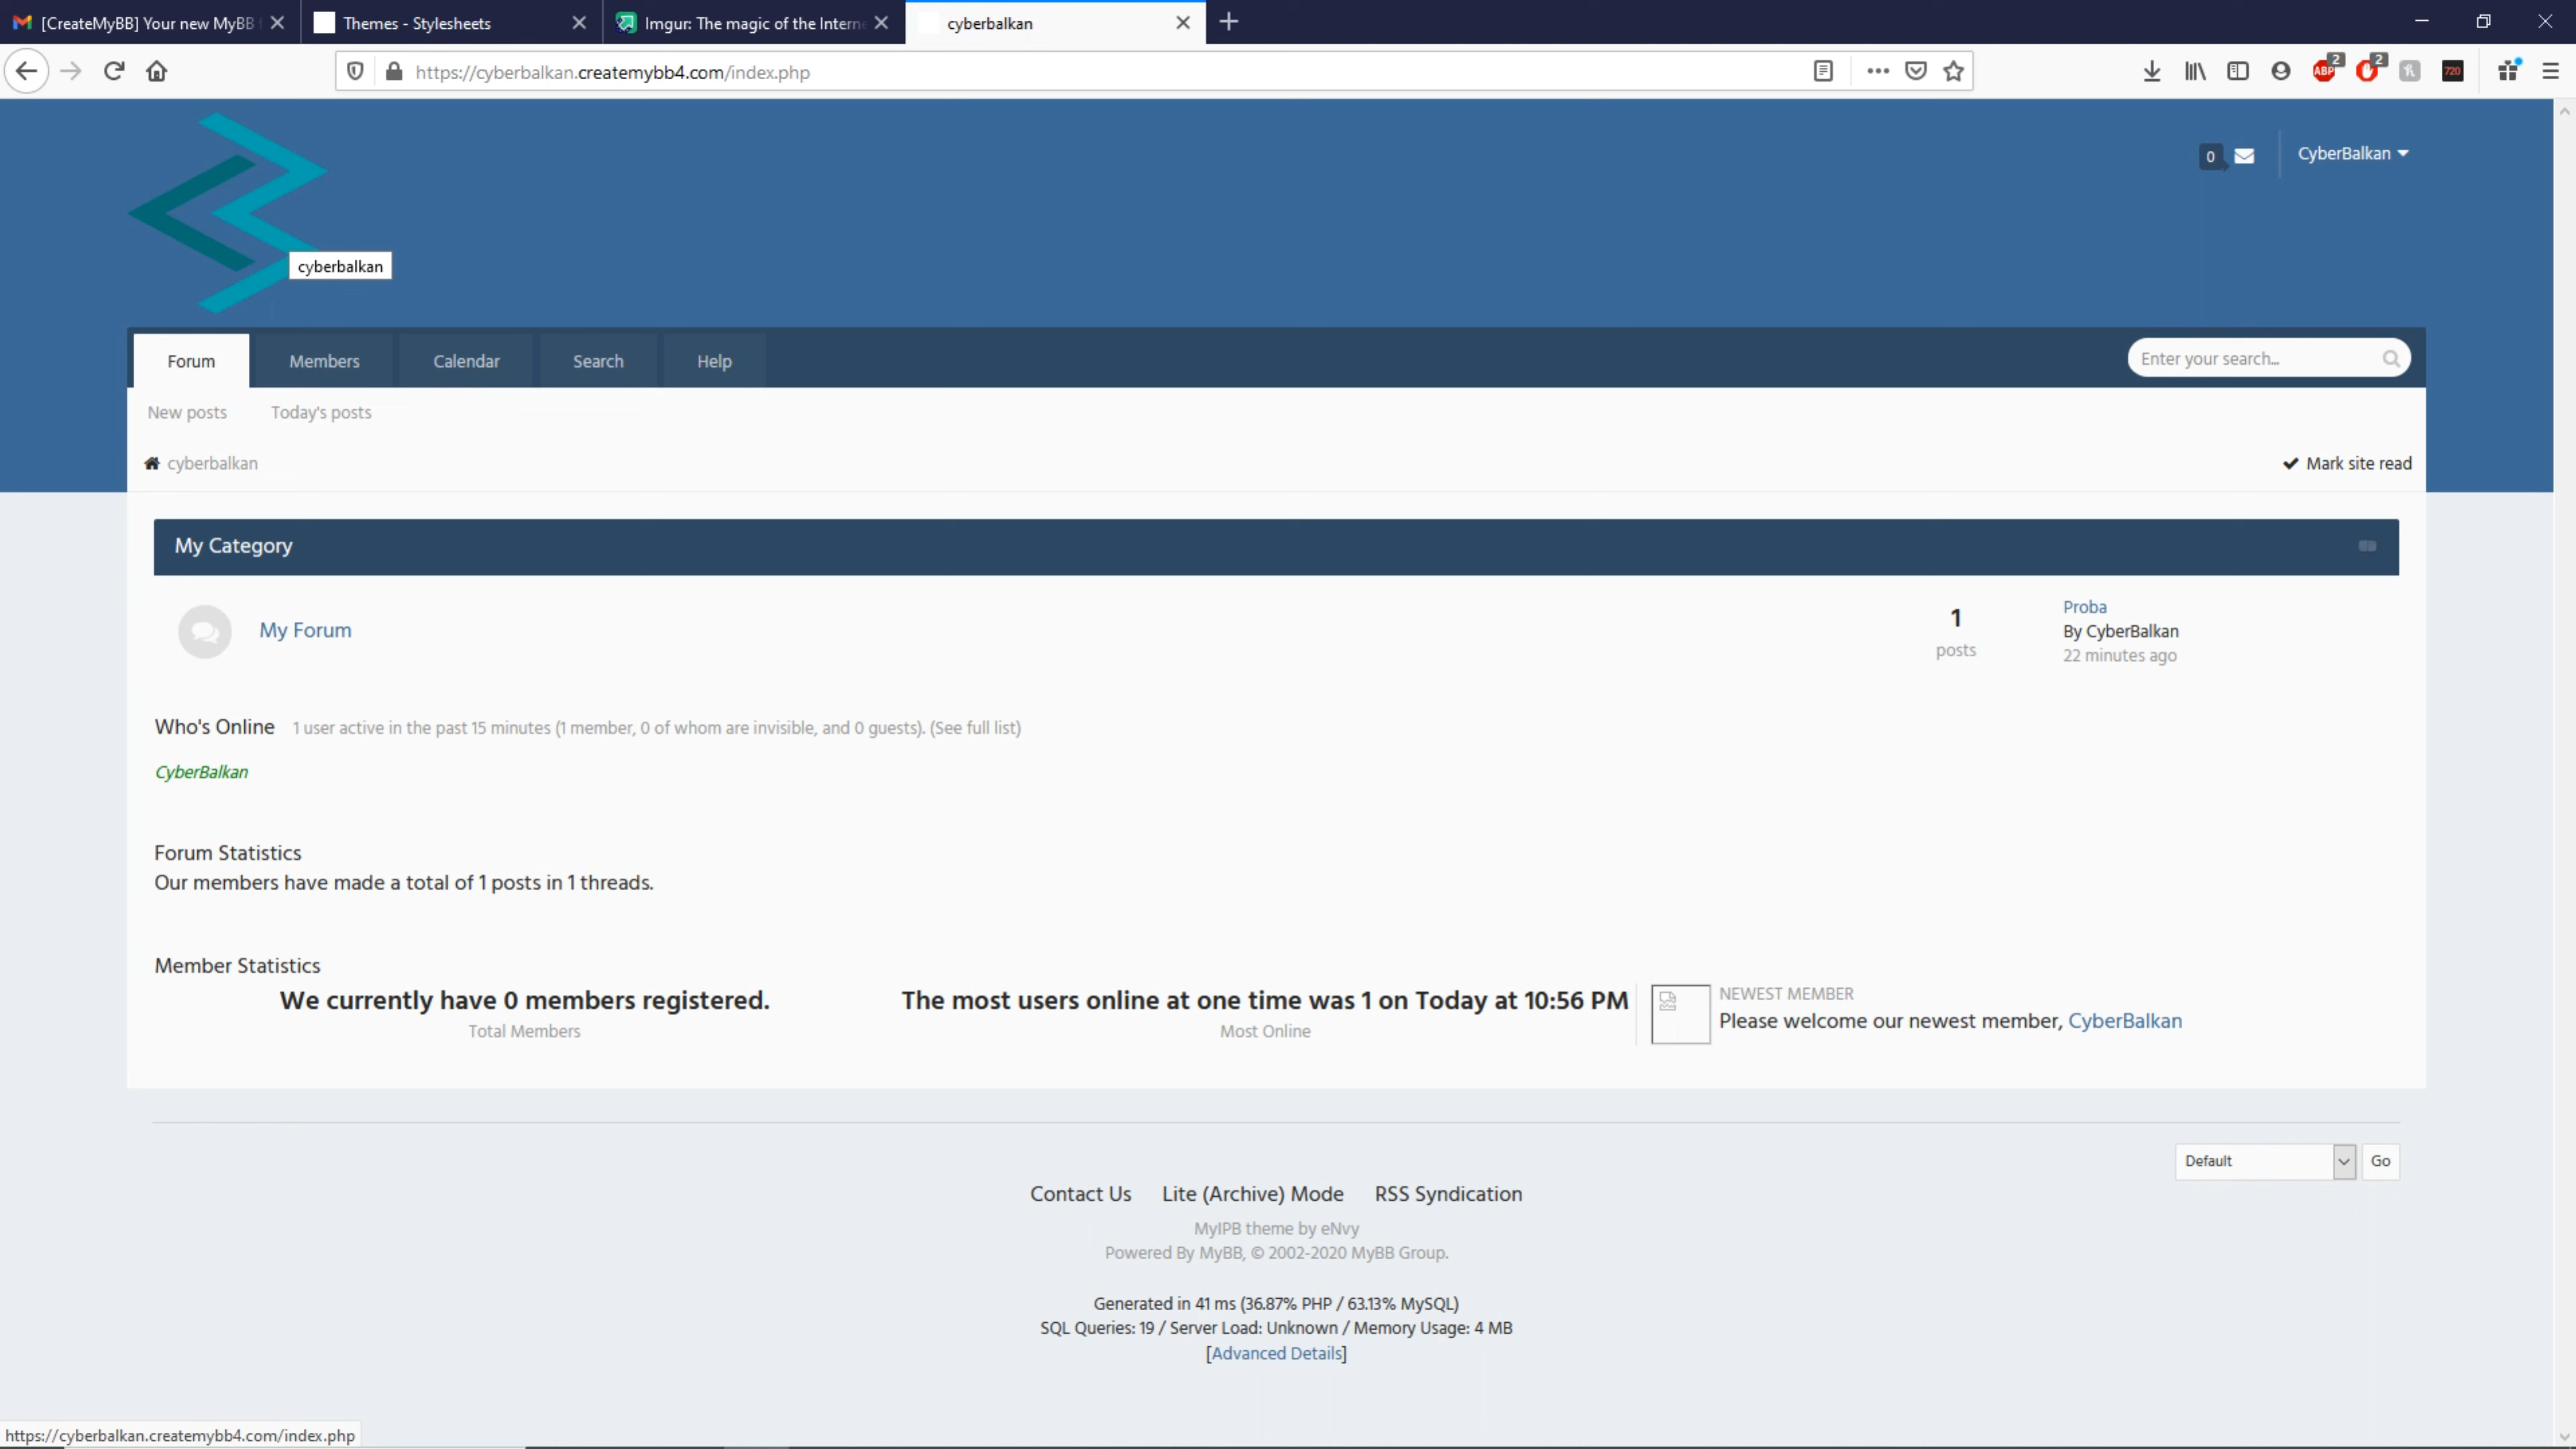 [CreateMyBB] Your new MyBB f
Themes - Stylesheets
Imgur: The magic of the Interne
cyberbalkan
https://cyberbalkan.createmybb4.com/index.php
ABP
2
2
720
0
CyberBalkan
cyberbalkan
Forum
Members
Calendar
Search
Help
Enter your search...
New posts
Today's posts
cyberbalkan
Mark site read
My Category
My Forum
1
posts
Proba
By CyberBalkan
22 minutes ago
Who's Online 1 user active in the past 15 minutes (1 member, 0 of whom are invisible, and 0 guests). (See full list)
CyberBalkan
Forum Statistics
Our members have made a total of 1 posts in 1 threads.
Member Statistics
We currently have 0 members registered.
Total Members
The most users online at one time was 1 on Today at 10:56 PM
Most Online
NEWEST MEMBER
Please welcome our newest member, CyberBalkan
Default
Go
Contact Us Lite (Archive) Mode RSS Syndication
MyIPB theme by eNvy
Powered By MyBB, © 2002-2020 MyBB Group.
Generated in 41 ms (36.87% PHP / 63.13% MySQL)
SQL Queries: 19 / Server Load: Unknown / Memory Usage: 4 MB
[Advanced Details]
https://cyberbalkan.createmybb4.com/index.php